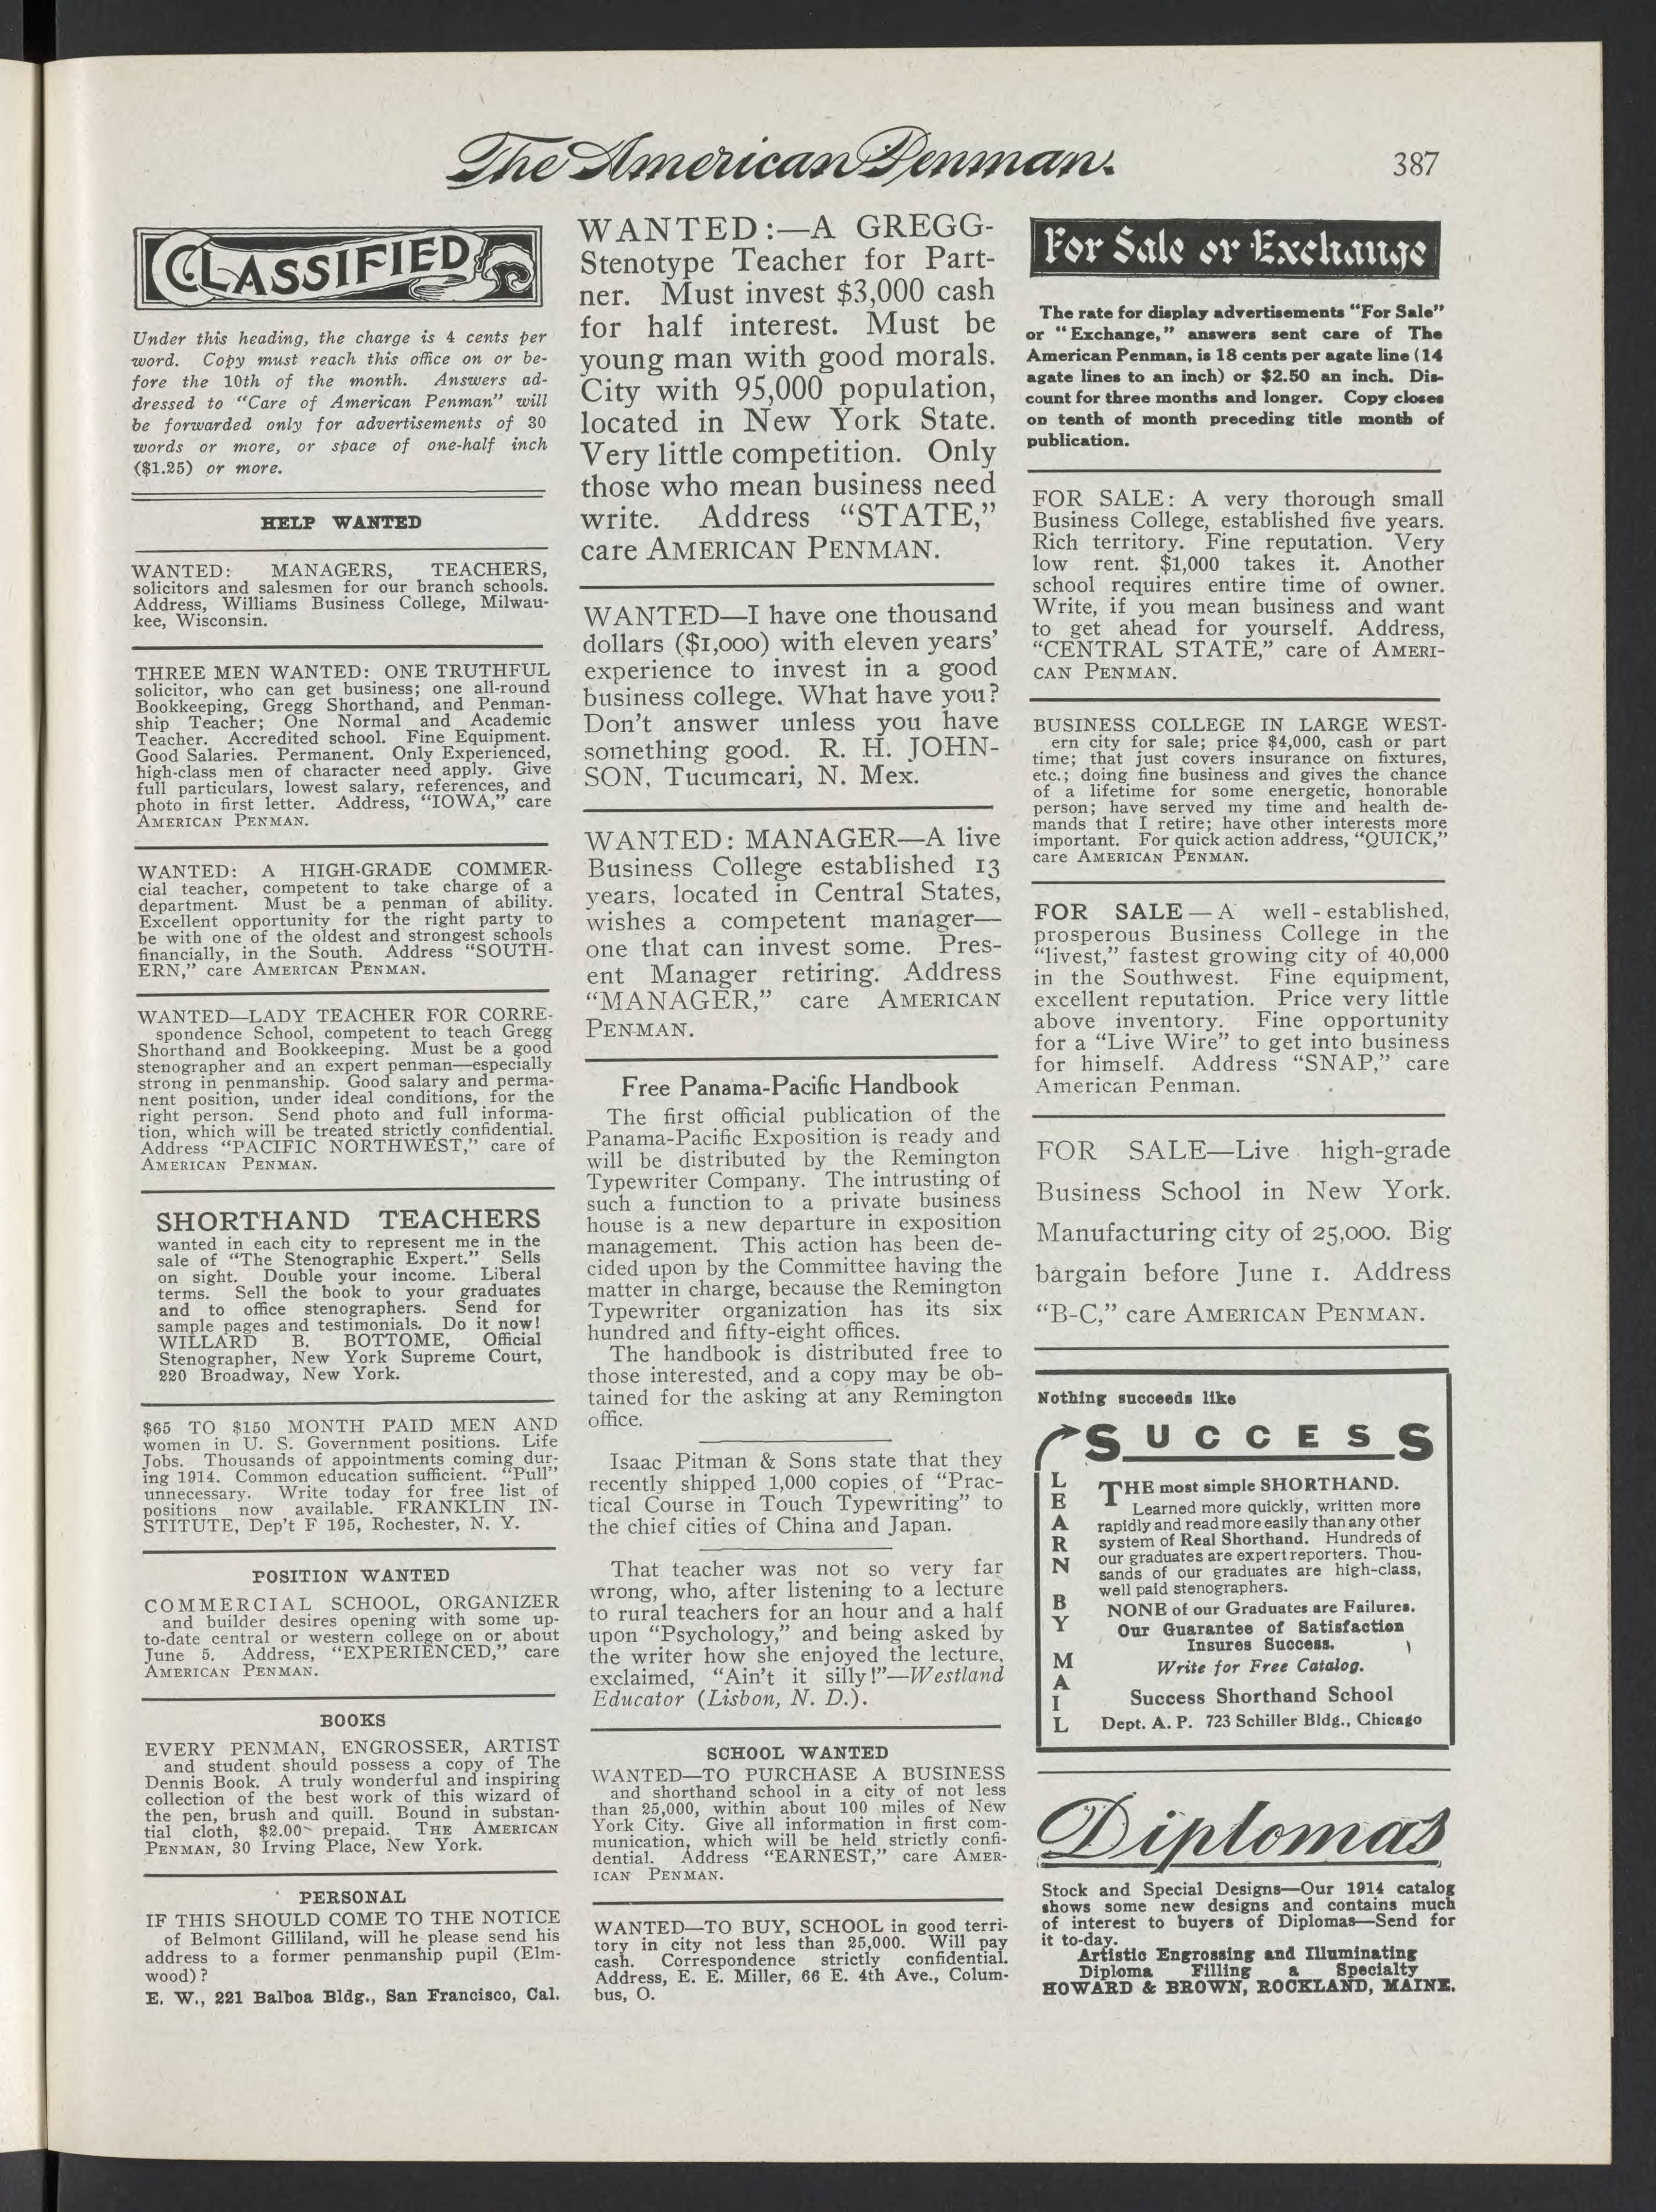 The American Penman.
387
CLASSIFIED
Under this heading, the charge is 4 cents per
word. Copy must reach this office on or be-
fore the 10th of the month. Answers ad-
dressed to "Care of American Penman" will
be forwarded only for advertisements of 30
words or more, or space of one-half inch
($1.25) or more.
HELP WANTED
WANTED: MANAGERS, TEACHERS,
solicitors and salesmen for our branch schools.
Address, Williams Business College, Milwau-
kee, Wisconsin.
THREE MEN WANTED: ONE TRUTHFUL
solicitor, who can get business; one all-round
Bookkeeping, Gregg Shorthand, and Penman-
ship Teacher; One Normal and Academic
Teacher. Accredited school. Fine Equipment.
Good Salaries. Permanent. Only Experienced,
high-class men of character need apply. Give
full particulars, lowest salary, references, and
photo in first letter. Address, "IOWA," care
AMERICAN PENMAN.
WANTED: A HIGH-GRADE COMMER-
cial teacher, competent to take charge of a
department. Must be a penman of ability.
Excellent opportunity for the right party to
be with one of the oldest and strongest schools
financially, in the South. Address "SOUTH-
ERN," care AMERICAN PENMAN.
WANTED—LADY TEACHER FOR CORRE-
spondence School, competent to teach Gregg
Shorthand and Bookkeeping. Must be a good
stenographer and an expert penman—especially
strong in penmanship. Good salary and perma-
nent position, under ideal conditions, for the
right person. Send photo and full informa-
tion, which will be treated strictly confidential.
Address "PACIFIC NORTHWEST," care of
AMERICAN PENMAN.
SHORTHAND TEACHERS
wanted in each city to represent me in the
sale of "The Stenographic Expert." Sells
on sight. Double your income. Liberal
terms. Sell the book to your graduates
and to office stenographers. Send for
sample pages and testimonials. Do it now!
WILLARD B. BOTTOME, Official
Stenographer, New York Supreme Court,
220 Broadway, New York.
$65 TO $150 MONTH PAID MEN AND
women in U. S. Government positions. Life
Jobs. Thousands of appointments coming dur-
ing 1914. Common education sufficient. "Pull"
unnecessary. Write today for free list of
positions now available. FRANKLIN IN-
STITUTE, Dep't F 195, Rochester, N. Y.
POSITION WANTED
COMMERCIAL SCHOOL, ORGANIZER
and builder desires opening with some up-
to-date central or western college on or about
June 5. Address, "EXPERIENCED," care
AMERICAN PENMAN.
BOOKS
EVERY PENMAN, ENGROSSER, ARTIST
and student should possess a copy of The
Dennis Book. A truly wonderful and inspiring
collection of the best work of this wizard of
the pen, brush and quill. Bound in substan-
tial cloth, $2.00 prepaid. THE AMERICAN
PENMAN, 30 Irving Place, New York.
PERSONAL
IF THIS SHOULD COME TO THE NOTICE
of Belmont Gilliland, will he please send his
address to a former penmanship pupil (Elm-
wood)?
E. W., 221 Balboa Bldg., San Francisco, Cal.
WANTED:—A GREGG-
Stenotype Teacher for Part-
ner. Must invest $3,000 cash
for half interest. Must be
young man with good morals.
City with 95,000 population,
located in New York State.
Very little competition. Only
those who mean business need
write. Address "STATE,"
care AMERICAN PENMAN.
WANTED—I have one thousand
dollars ($1,000) with eleven years'
experience to invest in a good
business college. What have you?
Don't answer unless you have
something good. R. H. JOHN-
SON, Tucumcari, N. Mex.
WANTED: MANAGER—A live
Business College established 13
years, located in Central States,
wishes a competent manager—
one that can invest some. Pres-
ent Manager retiring. Address
"MANAGER," care AMERICAN
PENMAN.
Free Panama-Pacific Handbook
The first official publication of the
Panama-Pacific Exposition is ready and
will be distributed by the Remington
Typewriter Company. The intrusting of
such a function to a private business
house is a new departure in exposition
management. This action has been de-
cided upon by the Committee having the
matter in charge, because the Remington
Typewriter organization has its six
hundred and fifty-eight offices.
The handbook is distributed free to
those interested, and a copy may be ob-
tained for the asking at any Remington
office.
Isaac Pitman & Sons state that they
recently shipped 1,000 copies of "Prac-
tical Course in Touch Typewriting" to
the chief cities of China and Japan.
That teacher was not so very far
wrong, who, after listening to a lecture
to rural teachers for an hour and a half
upon "Psychology," and being asked by
the writer how she enjoyed the lecture,
exclaimed, "Ain't it silly!"—Westland
Educator (Lisbon, N. D.).
SCHOOL WANTED
WANTED—TO PURCHASE A BUSINESS
and shorthand school in a city of not less
than 25,000, within about 100 miles of New
York City. Give all information in first com-
munication, which will be held strictly confi-
dential. Address "EARNEST," care AMER-
ICAN PENMAN.
WANTED—TO BUY, SCHOOL in good terri-
tory in city not less than 25,000. Will pay
cash. Correspondence strictly confidential.
Address, E. E. Miller, 66 E. 4th Ave., Colum-
bus, O.
For Sale or Exchange
The rate for display advertisements "For Sale"
or "Exchange," answers sent care of The
American Penman, is 18 cents per agate line (14
agate lines to an inch) or $2.50 an inch. Dis-
count for three months and longer. Copy closes
on tenth of month preceding title month of
publication.
FOR SALE: A very thorough small
Business College, established five years.
Rich territory. Fine reputation. Very
low rent. $1,000 takes it. Another
school requires entire time of owner.
Write, if you mean business and want
to get ahead for yourself. Address,
"CENTRAL STATE," care of AMERI-
CAN PENMAN.
BUSINESS COLLEGE IN LARGE WEST-
ern city for sale; price $4,000, cash or part
time; that just covers insurance on fixtures,
etc.; doing fine business and gives the chance
of a lifetime for some energetic, honorable
person; have served my time and health de-
mands that I retire; have other interests more
important. For quick action address, "QUICK,"
care AMERICAN PENMAN.
FOR SALE—A well-established,
prosperous Business College in the
"livest," fastest growing city of 40,000
in the Southwest. Fine equipment,
excellent reputation. Price very little
above inventory. Fine opportunity
for a "Live Wire" to get into business
for himself. Address "SNAP," care
American Penman.
FOR SALE—Live high-grade
Business School in New York.
Manufacturing city of 25,000. Big
bargain before June 1. Address
"B-C," care AMERICAN PENMAN.
Nothing succeeds like
SUCCESS
LEARN BY MAIL
THE most simple SHORTHAND.
Learned more quickly, written more
rapidly and read more easily than any other
system of Real Shorthand. Hundreds of
our graduates are expert reporters. Thou-
sands of our graduates are high-class,
well paid stenographers.
NONE of our Graduates are Failures.
Our Guarantee of Satisfaction
Insures Success.
Write for Free Catalog.
Success Shorthand School
Dept. A. P. 723 Schiller Bldg., Chicago
Diplomas
Stock and Special Designs—Our 1914 catalog
shows some new designs and contains much
of interest to buyers of Diplomas—Send for
it to-day.
Artistic Engrossing and Illuminating
Diploma Filling a Specialty
HOWARD & BROWN, ROCKLAND, MAINE.